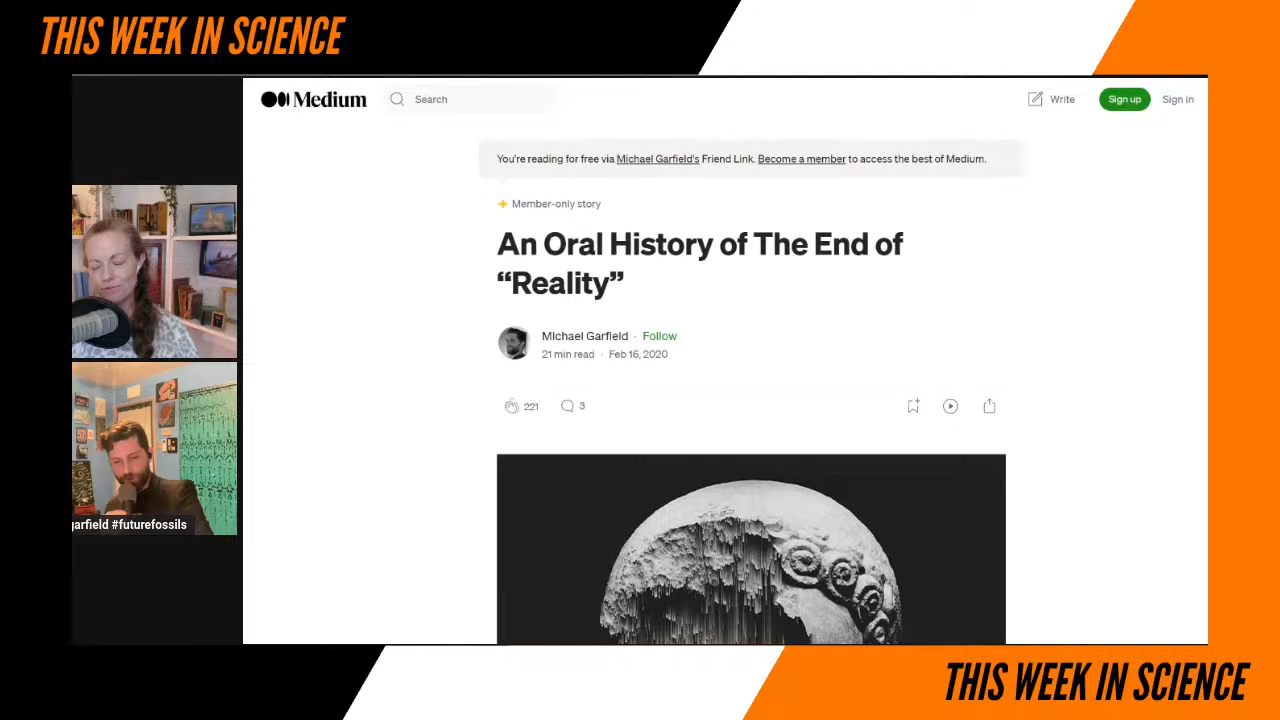 THIS WEEK IN SCIENCE
Medium
Search
Write
Sign up
Sign in
You're reading for free via Michael Garfield's Friend Link. Become a member to access the best of Medium.
Member-only story
An Oral History of The End of
“Reality”
Michael Garfield · Follow
21 min read · Feb 16, 2020
221
3
garfield #futurefossils
THIS WEEK IN SCIENCE